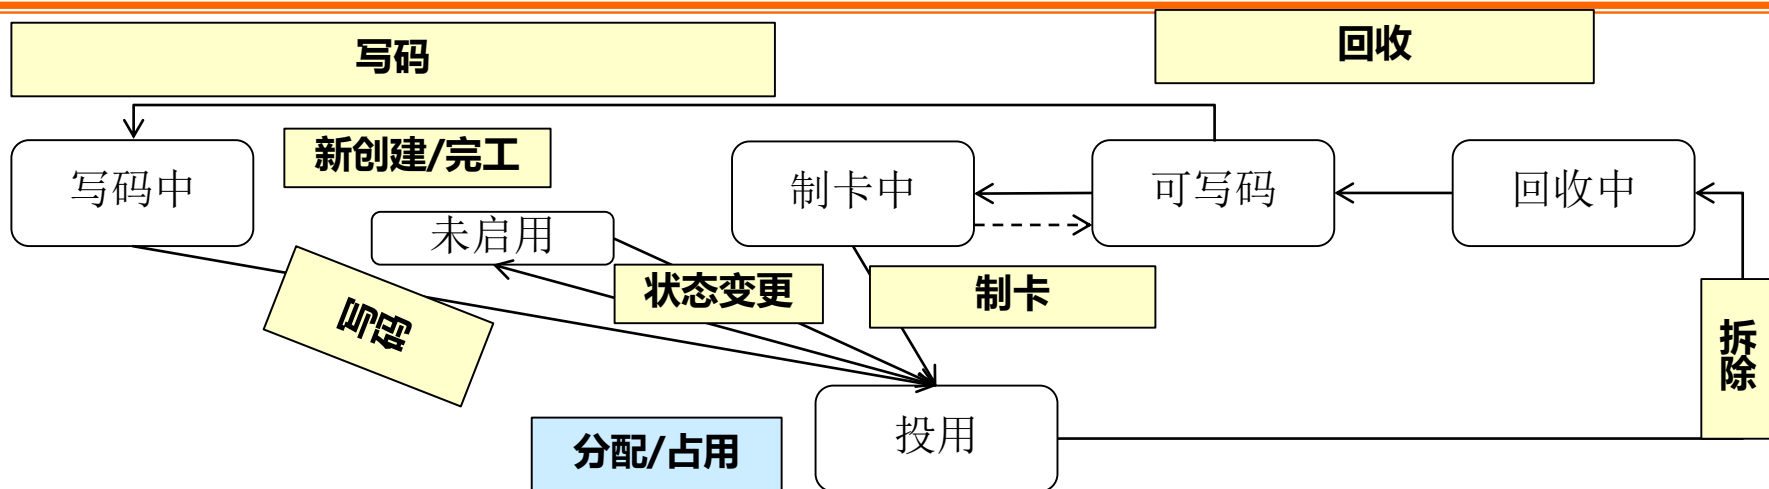 写码
回收
新创建/完工
写码中
制卡中
可写码
回收中
未启用
状态变更
制卡
写码
拆除
分配/占用
投用